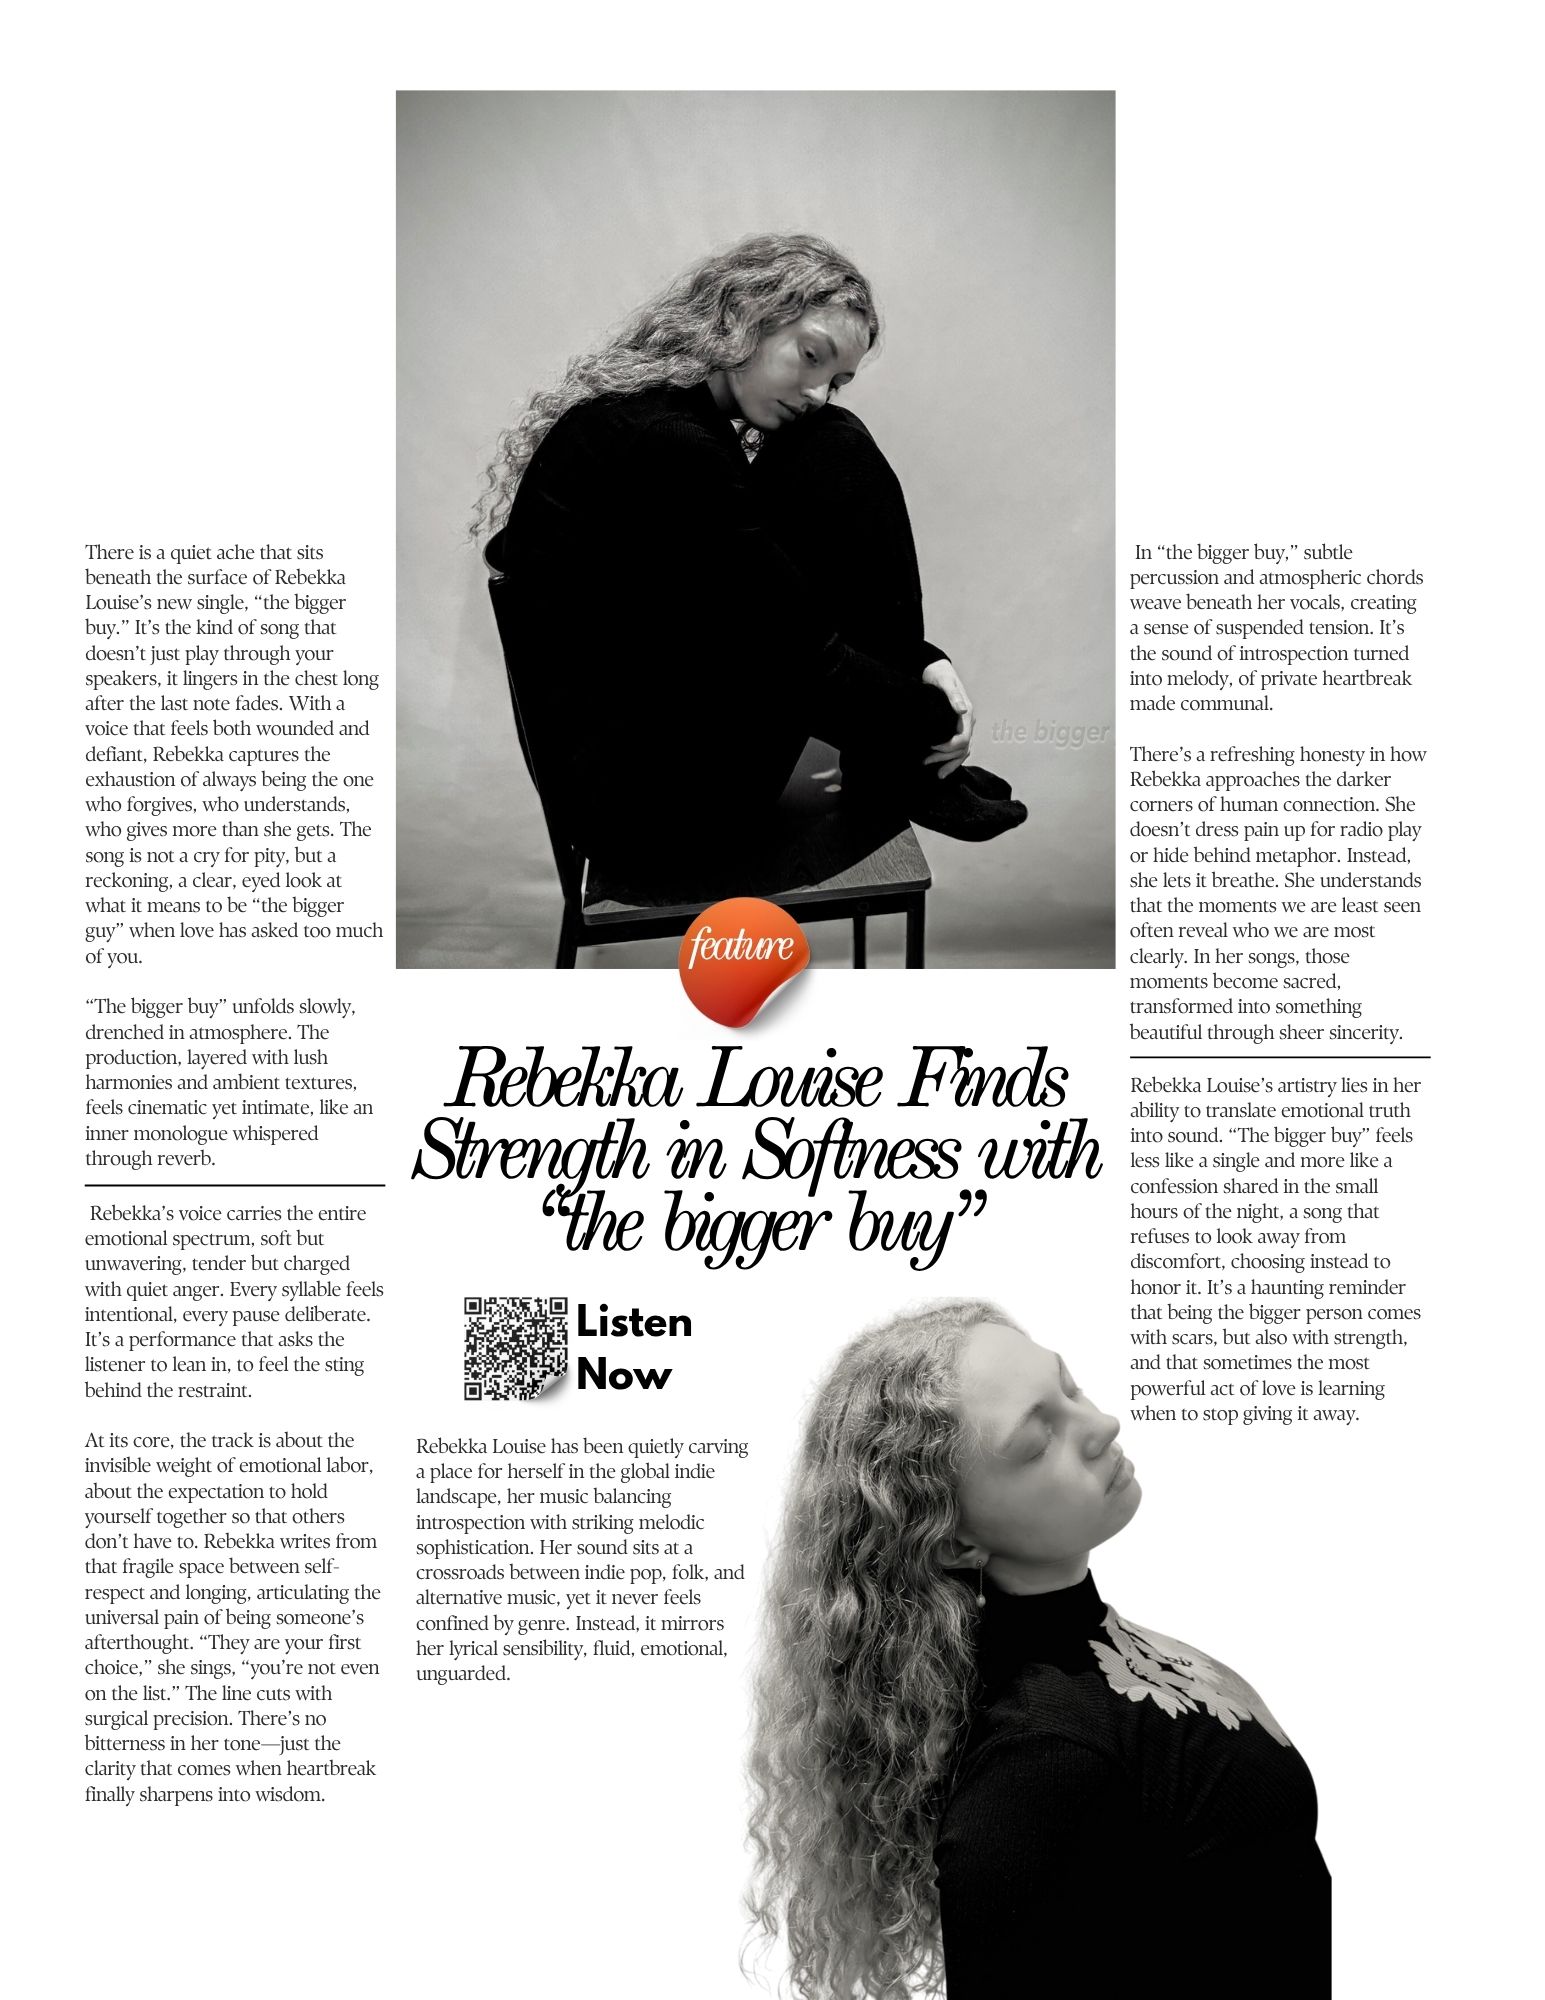 the bigger
feature
Rebekka Louise Finds
Strength in Softness with
“the bigger buy”
There is a quiet ache that sits
beneath the surface of Rebekka
Louise’s new single, “the bigger
buy.” It’s the kind of song that
doesn’t just play through your
speakers, it lingers in the chest long
after the last note fades. With a
voice that feels both wounded and
defiant, Rebekka captures the
exhaustion of always being the one
who forgives, who understands,
who gives more than she gets. The
song is not a cry for pity, but a
reckoning, a clear, eyed look at
what it means to be “the bigger
guy” when love has asked too much
of you.
“The bigger buy” unfolds slowly,
drenched in atmosphere. The
production, layered with lush
harmonies and ambient textures,
feels cinematic yet intimate, like an
inner monologue whispered
through reverb.
Rebekka’s voice carries the entire
emotional spectrum, soft but
unwavering, tender but charged
with quiet anger. Every syllable feels
intentional, every pause deliberate.
It’s a performance that asks the
listener to lean in, to feel the sting
behind the restraint.
At its core, the track is about the
invisible weight of emotional labor,
about the expectation to hold
yourself together so that others
don’t have to. Rebekka writes from
that fragile space between self-
respect and longing, articulating the
universal pain of being someone’s
afterthought. “They are your first
choice,” she sings, “you’re not even
on the list.” The line cuts with
surgical precision. There’s no
bitterness in her tone—just the
clarity that comes when heartbreak
finally sharpens into wisdom.
Listen
Now
Rebekka Louise has been quietly carving
a place for herself in the global indie
landscape, her music balancing
introspection with striking melodic
sophistication. Her sound sits at a
crossroads between indie pop, folk, and
alternative music, yet it never feels
confined by genre. Instead, it mirrors
her lyrical sensibility, fluid, emotional,
unguarded.
In “the bigger buy,” subtle
percussion and atmospheric chords
weave beneath her vocals, creating
a sense of suspended tension. It’s
the sound of introspection turned
into melody, of private heartbreak
made communal.
There’s a refreshing honesty in how
Rebekka approaches the darker
corners of human connection. She
doesn’t dress pain up for radio play
or hide behind metaphor. Instead,
she lets it breathe. She understands
that the moments we are least seen
often reveal who we are most
clearly. In her songs, those
moments become sacred,
transformed into something
beautiful through sheer sincerity.
Rebekka Louise’s artistry lies in her
ability to translate emotional truth
into sound. “The bigger buy” feels
less like a single and more like a
confession shared in the small
hours of the night, a song that
refuses to look away from
discomfort, choosing instead to
honor it. It’s a haunting reminder
that being the bigger person comes
with scars, but also with strength,
and that sometimes the most
powerful act of love is learning
when to stop giving it away.